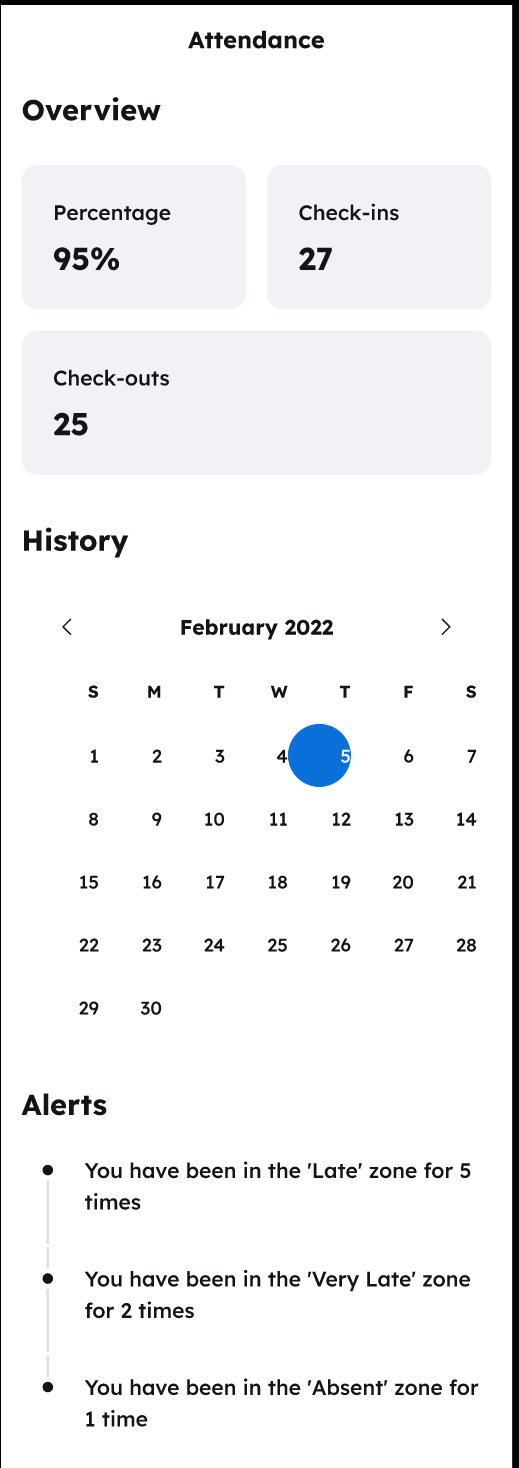 Attendance
Overview
Percentage
95%
Check-ins
27
Check-outs
25
History
February 2022
S M T W T F S
1 2 3 4 5 6 7
8 9 10 11 12 13 14
15 16 17 18 19 20 21
22 23 24 25 26 27 28
29 30
Alerts
You have been in the 'Late' zone for 5
times
You have been in the 'Very Late' zone
for 2 times
You have been in the 'Absent' zone for
1 time